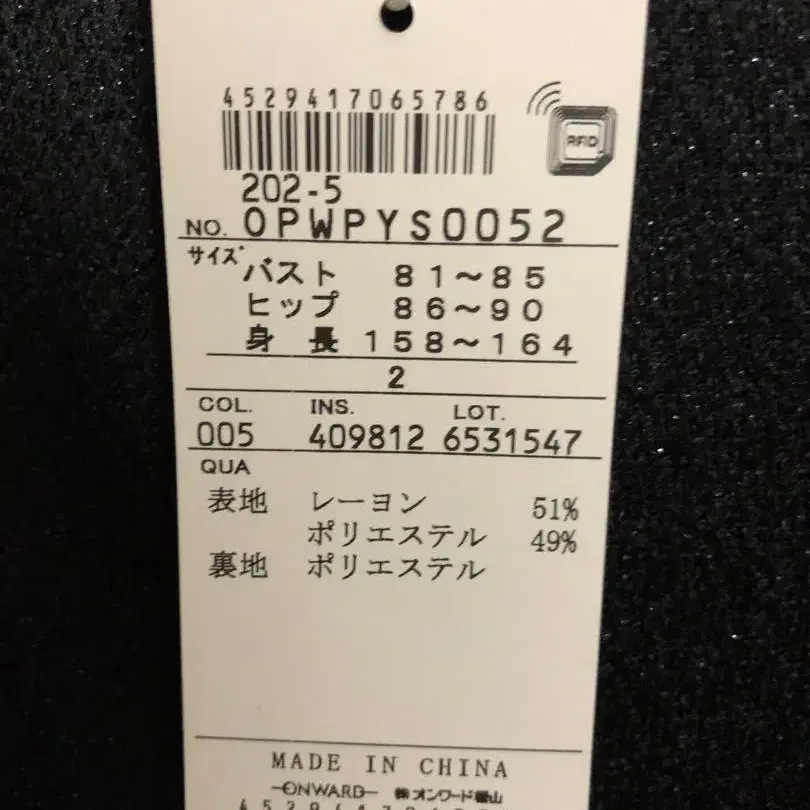 4529417065786
RFID
202-5
NO. OPWPYS0052
サイズ
バスト 81～85
ヒップ 86～90
身長 158～164
2
COL. INS. LOT.
005 409812 6531547
QUA
表地 レーヨン 51%
ポリエステル 49%
裏地 ポリエステル
MADE IN CHINA
ONWARD ㈱オンワード樫山